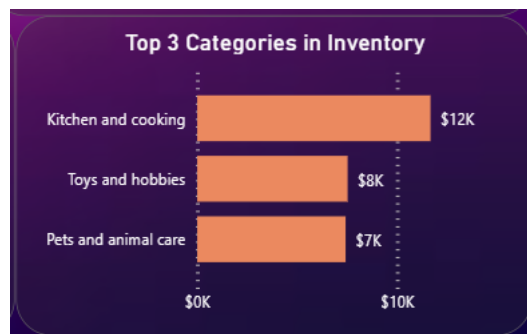 Top 3 Categories in Inventory
Kitchen and cooking $12K
Toys and hobbies $8K
Pets and animal care $7K
$0K $10K